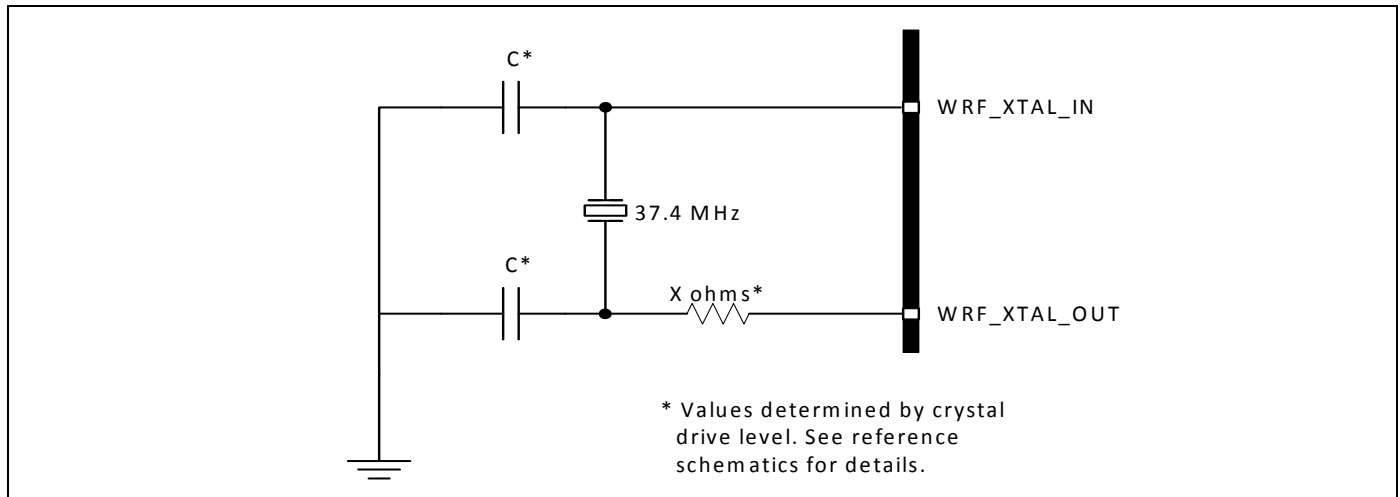 C*
WRF_XTAL_IN
37.4 MHz
C*
X ohms*
WRF_XTAL_OUT
* Values determined by crystal
drive level. See reference
schematics for details.